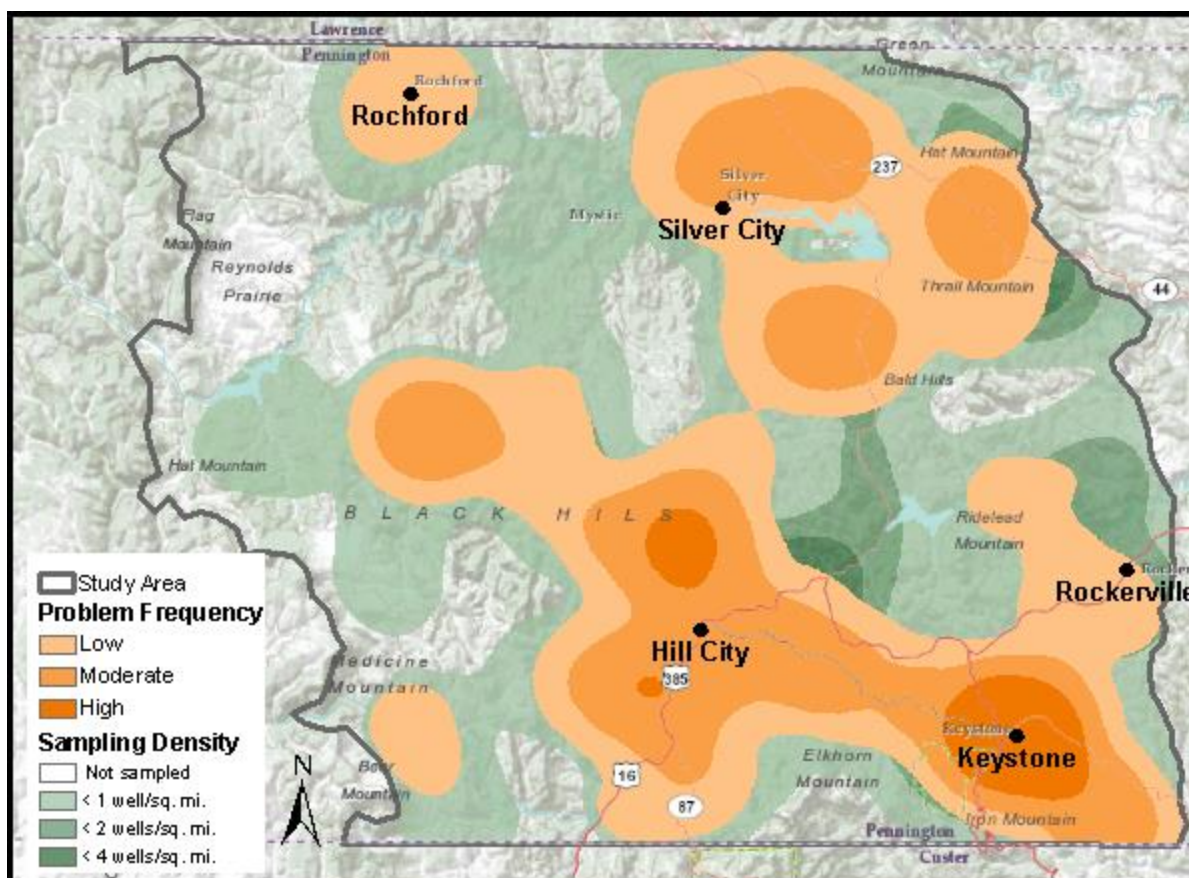 Lawrence
Pennington
Green
Mountain
Rochford
Rochford
Hat Mountain
237
Silver
City
Mystic
Silver City
Flag
Mountain
Reynolds
Prairie
Thrall Mountain
44
Bald Hills
Hat Mountain
BLACK HILLS
Ridelead
Mountain
Rockerville
Hill City
385
Medicine
Mountain
Keystone
Keystone
Elkhorn
Mountain
Bear
Mountain
16
87
Iron Mountain
Pennington
Custer
N
Study Area
Problem Frequency
Low
Moderate
High
Sampling Density
Not sampled
< 1 well/sq. mi.
< 2 wells/sq. mi.
< 4 wells/sq. mi.